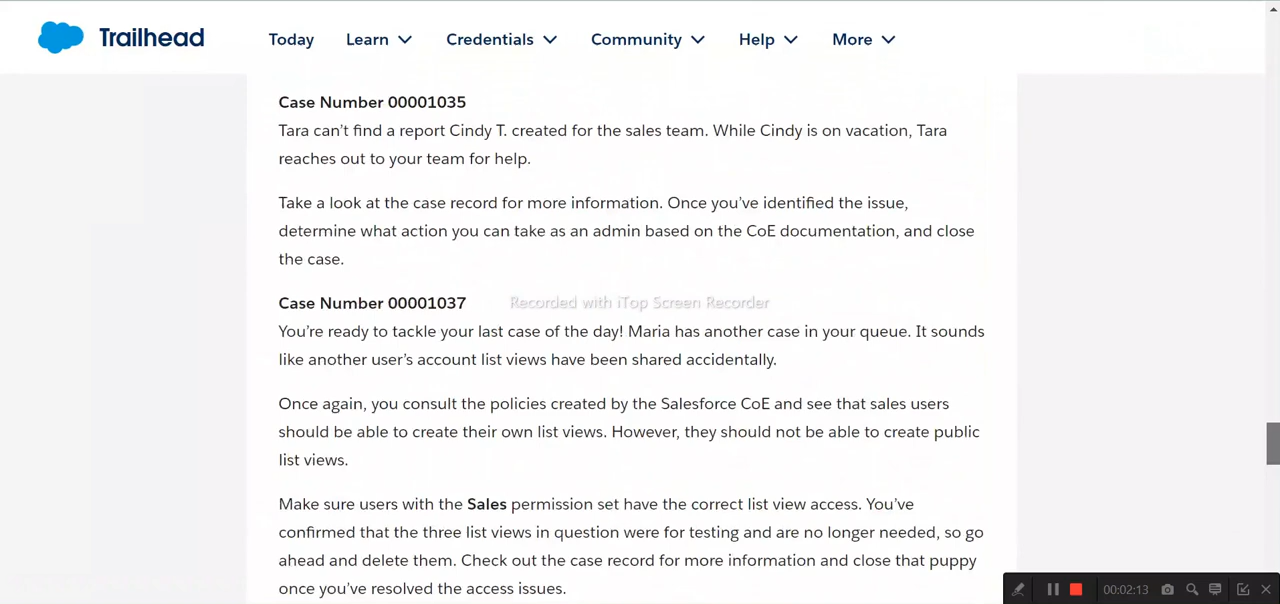 Trailhead
Today Learn Credentials Community Help More
Case Number 00001035
Tara can't find a report Cindy T. created for the sales team. While Cindy is on vacation, Tara
reaches out to your team for help.
Take a look at the case record for more information. Once you've identified the issue,
determine what action you can take as an admin based on the CoE documentation, and close
the case.
Case Number 00001037
Recorded with iTop Screen Recorder
You're ready to tackle your last case of the day! Maria has another case in your queue. It sounds
like another user's account list views have been shared accidentally.
Once again, you consult the policies created by the Salesforce CoE and see that sales users
should be able to create their own list views. However, they should not be able to create public
list views.
Make sure users with the Sales permission set have the correct list view access. You've
confirmed that the three list views in question were for testing and are no longer needed, so go
ahead and delete them. Check out the case record for more information and close that puppy
once you've resolved the access issues.
00:02:13